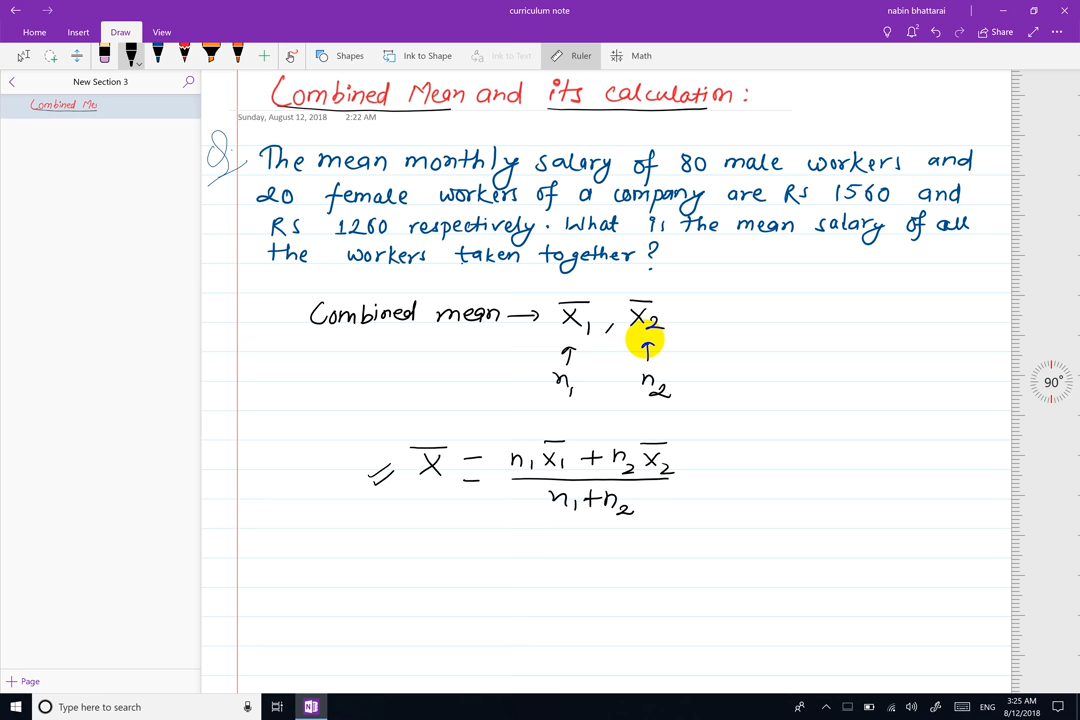 curriculum note
nabin bhattarai
Home Insert Draw View
Share
Shapes Ink to Shape Ink to Text Ruler Math
New Section 3
Combined Me
Page
Combined Mean and its calculation:
Sunday, August 12, 2018 2:22 AM
Q. The mean monthly salary of 80 male workers and
20 female workers of a company are Rs 1560 and
Rs 1260 respectively. What is the mean salary of all
the workers taken together?
Combined mean → X̄₁, X̄₂
↑ ↑
n₁ n₂
X̄ = n₁X̄₁ + n₂X̄₂
n₁+n₂
90°
Type here to search
ENG
3:25 AM
8/12/2018